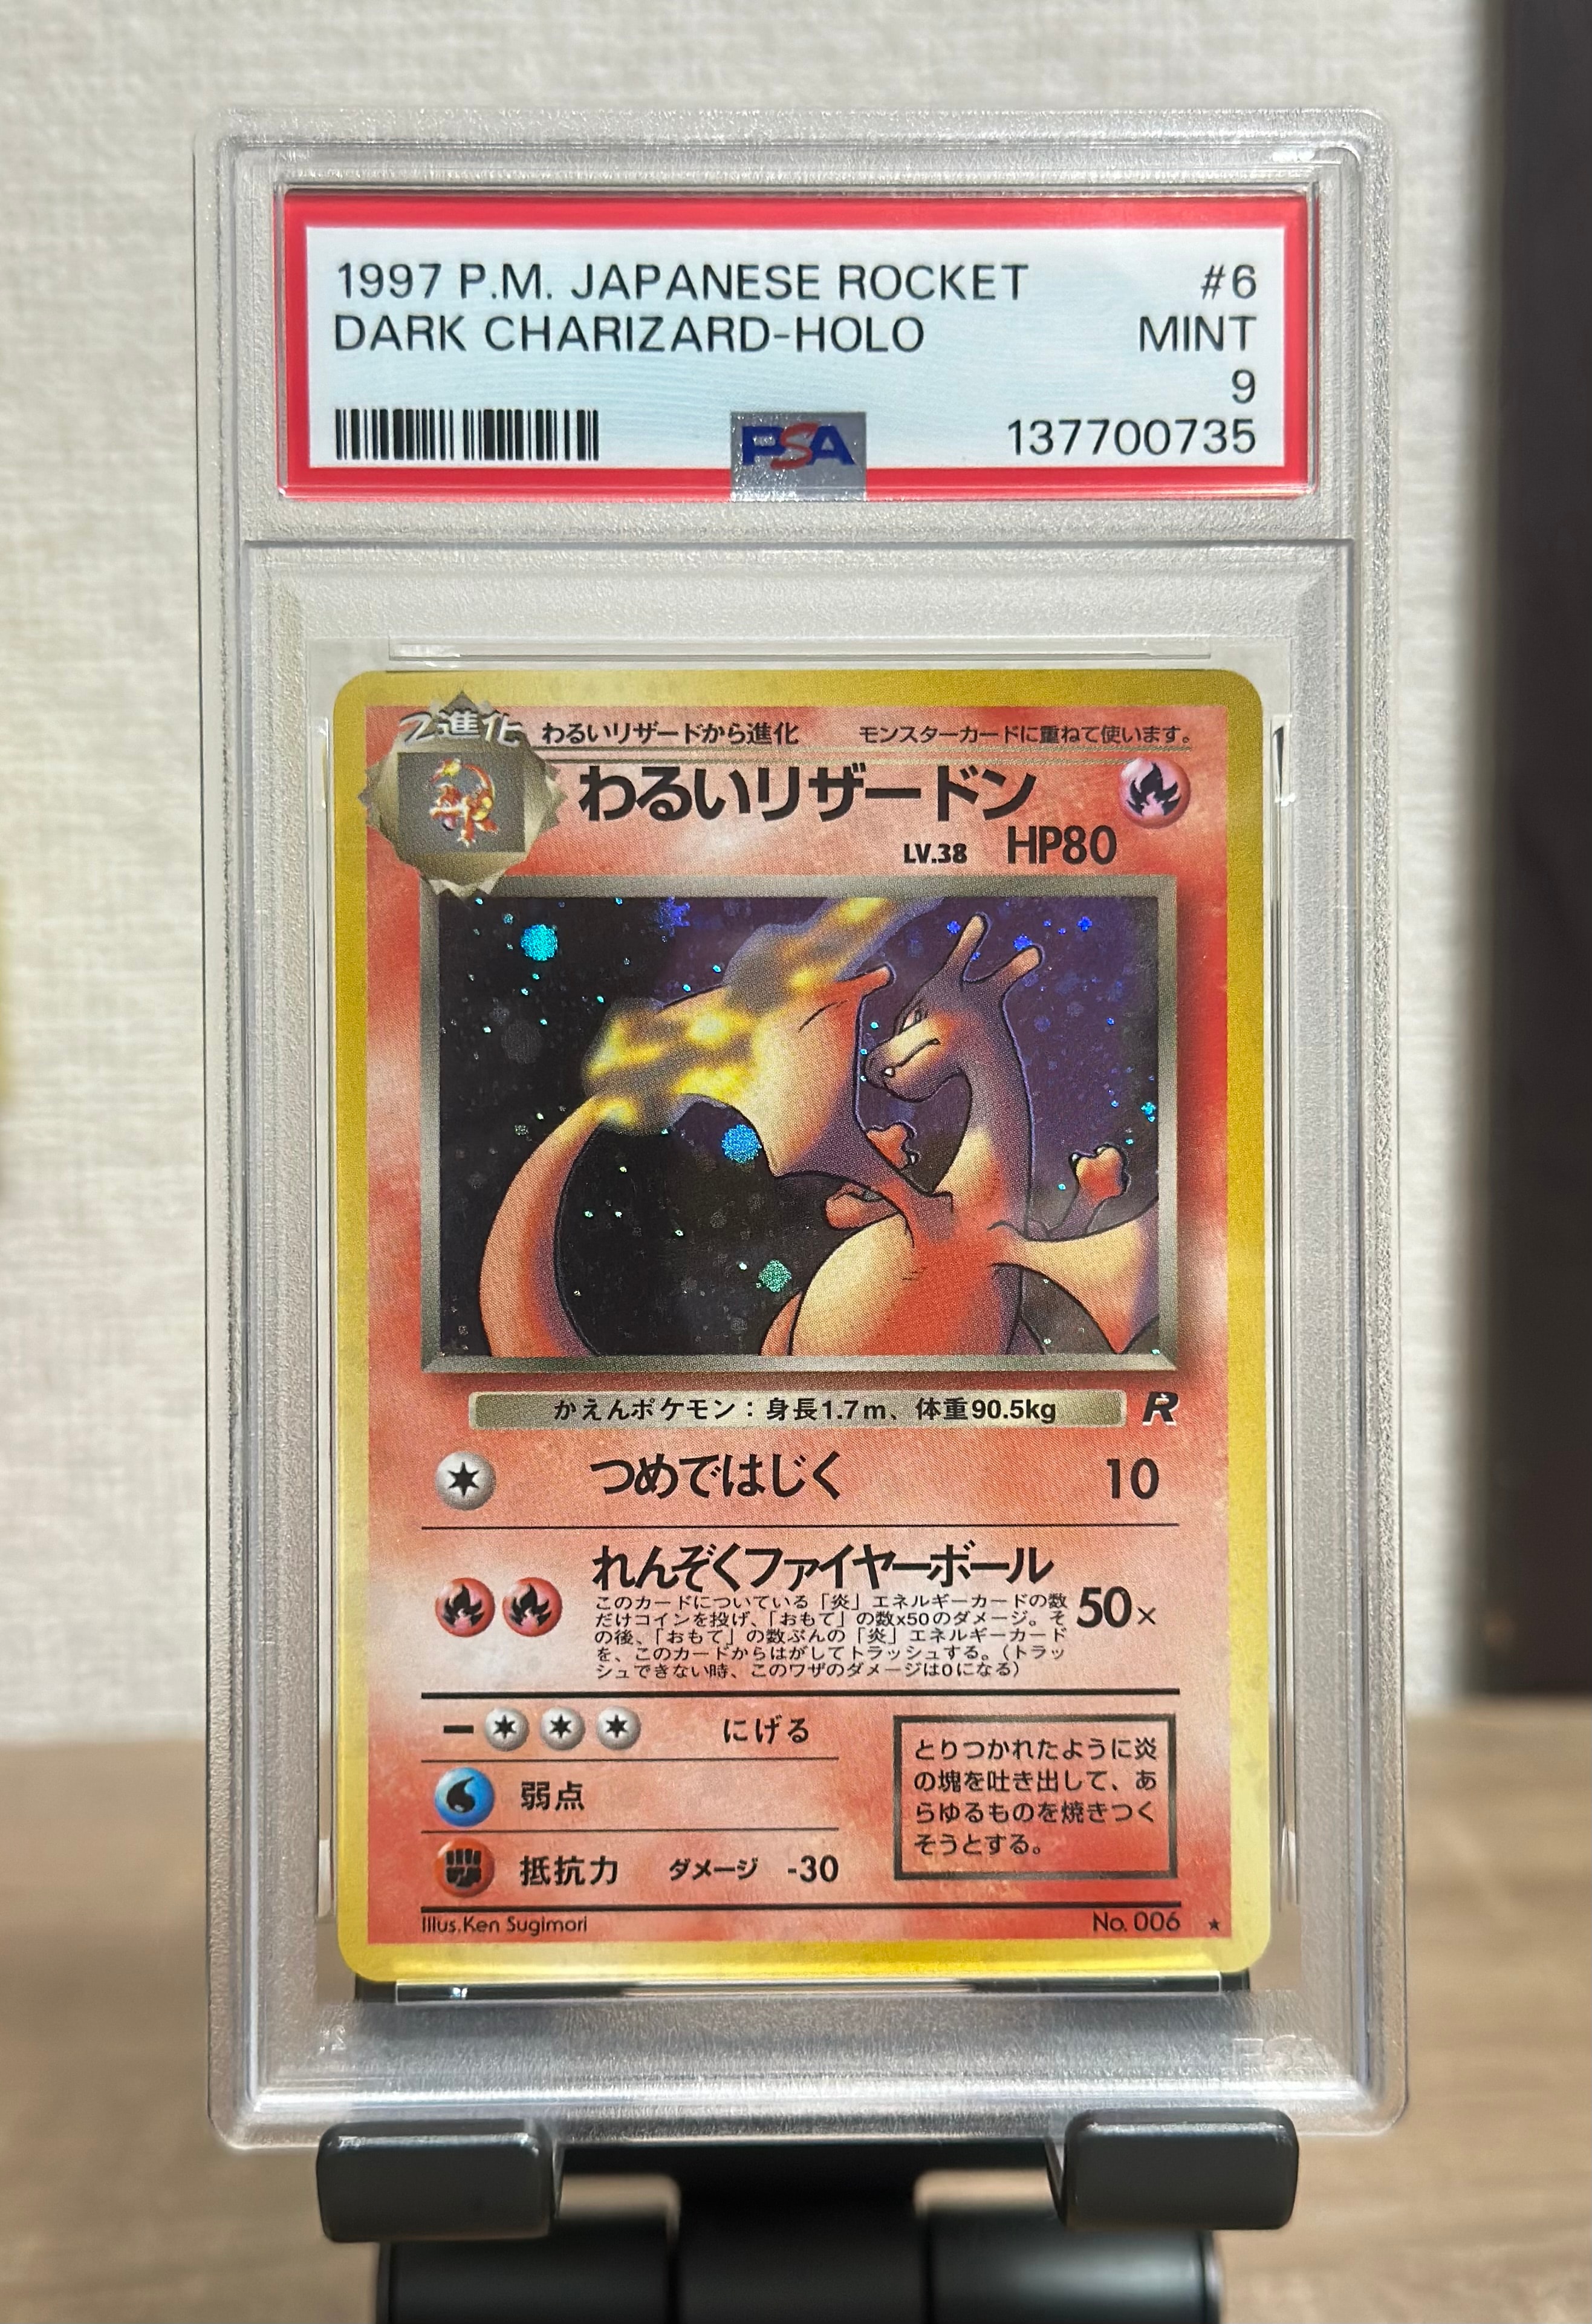 1997 P.M. JAPANESE ROCKET #6
DARK CHARIZARD-HOLO MINT
9
PSA 137700735
2進化 わるいリザードから進化 モンスターカードに重ねて使います。
わるいリザードン
LV.38 HP80
かえんポケモン：身長1.7m、体重90.5kg R
つめではじく 10
れんぞくファイヤーボール
このカードについている「炎」エネルギーカードの数
だけコインを投げ、「おもて」の数x50のダメージ。そ
の後、「おもて」の数ぶんの「炎」エネルギーカード
を、このカードからはがしてトラッシュする。（トラッ
シュできない時、このワザのダメージは0になる）
50×
ー にげる
弱点
抵抗力 ダメージ -30
とりつかれたように炎
の塊を吐き出して、あ
らゆるものを焼きつく
そうとする。
Illus.Ken Sugimori No. 006 ★